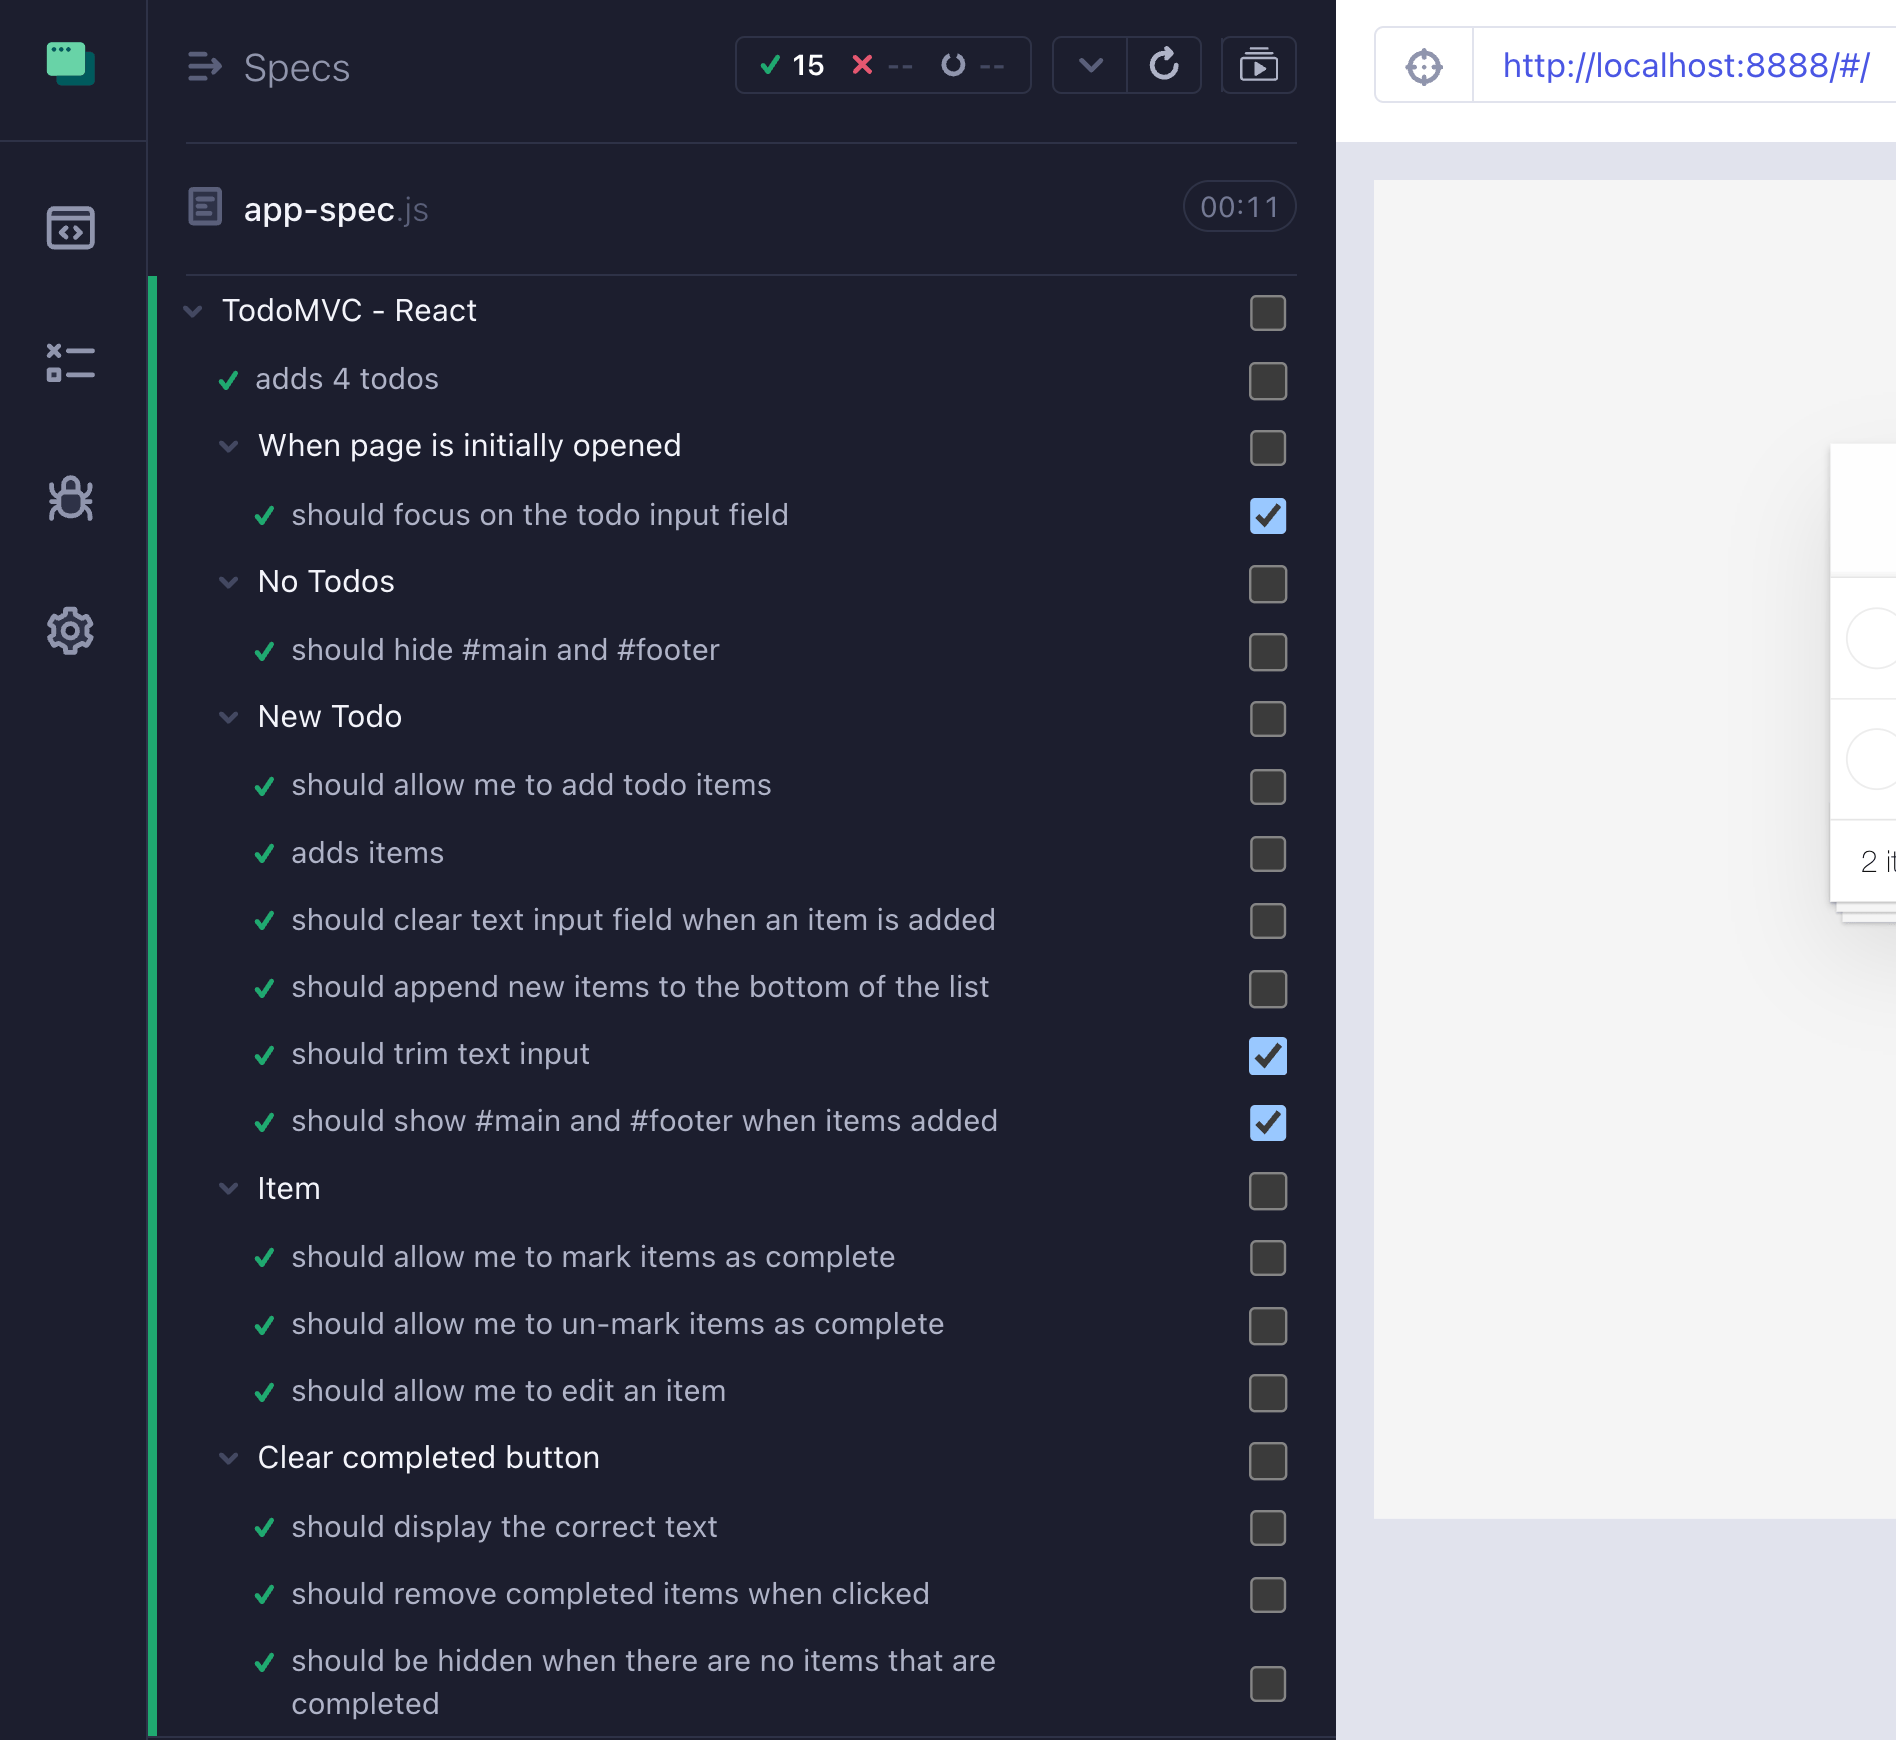 Specs
15 -- --
http://localhost:8888/#/
app-spec.js
00:11
TodoMVC - React
adds 4 todos
When page is initially opened
should focus on the todo input field
No Todos
should hide #main and #footer
New Todo
should allow me to add todo items
adds items
should clear text input field when an item is added
should append new items to the bottom of the list
should trim text input
should show #main and #footer when items added
Item
should allow me to mark items as complete
should allow me to un-mark items as complete
should allow me to edit an item
Clear completed button
should display the correct text
should remove completed items when clicked
should be hidden when there are no items that are
completed
2